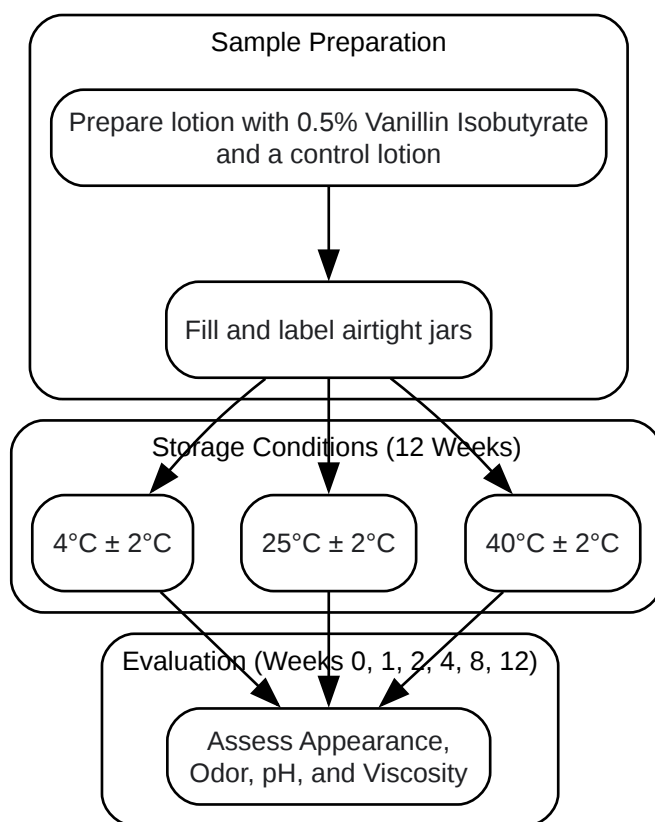 Sample Preparation
Prepare lotion with 0.5% Vanillin Isobutyrate
and a control lotion
Fill and label airtight jars
Storage Conditions (12 Weeks)
4°C ± 2°C
25°C ± 2°C
40°C ± 2°C
Evaluation (Weeks 0, 1, 2, 4, 8, 12)
Assess Appearance,
Odor, pH, and Viscosity